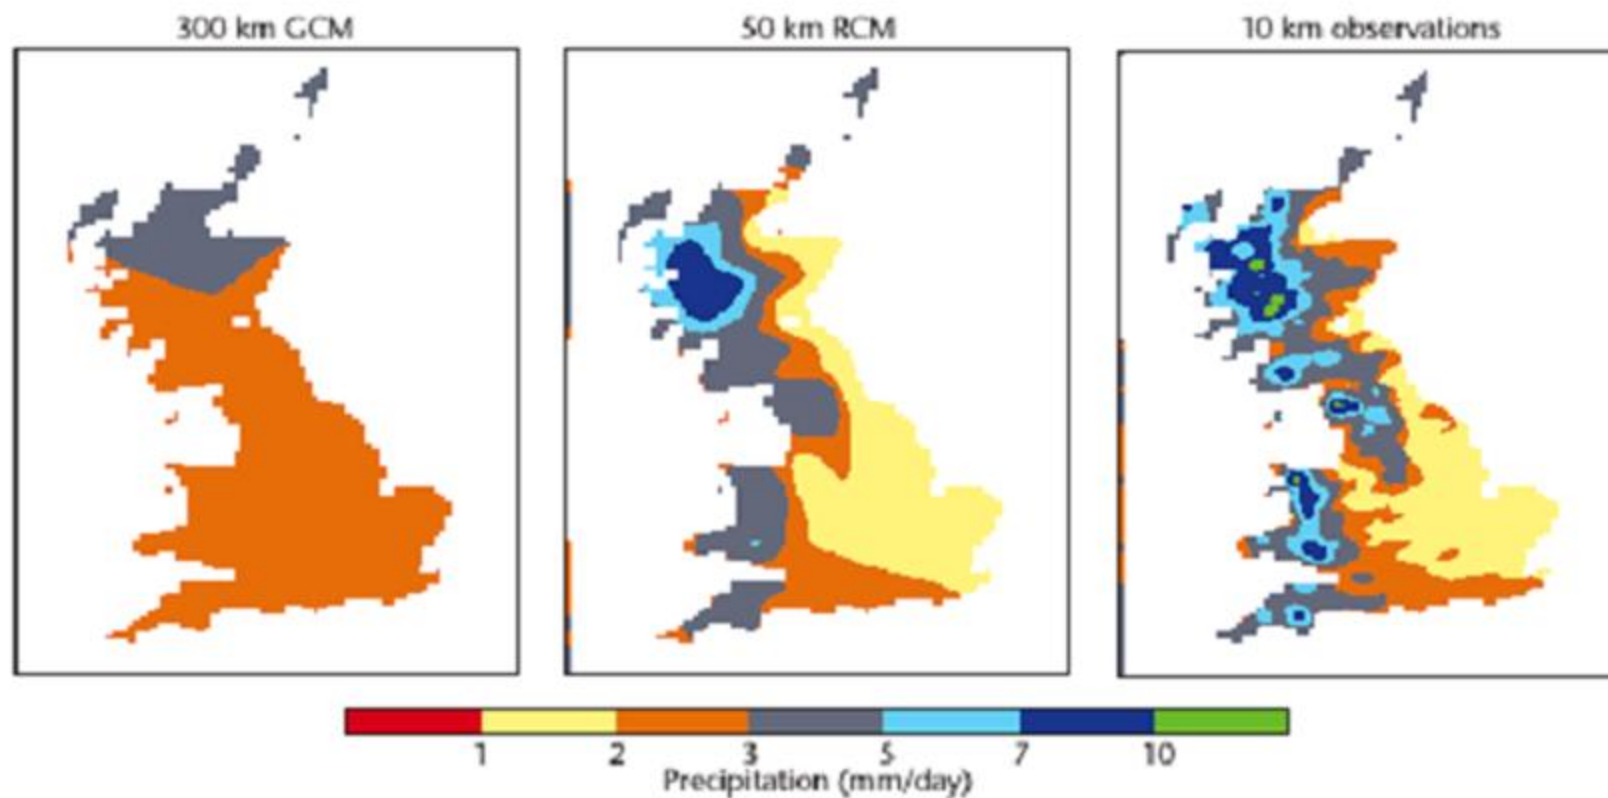 300 km GCM
50 km RCM
10 km observations
1 2 3 5 7 10
Precipitation (mm/day)